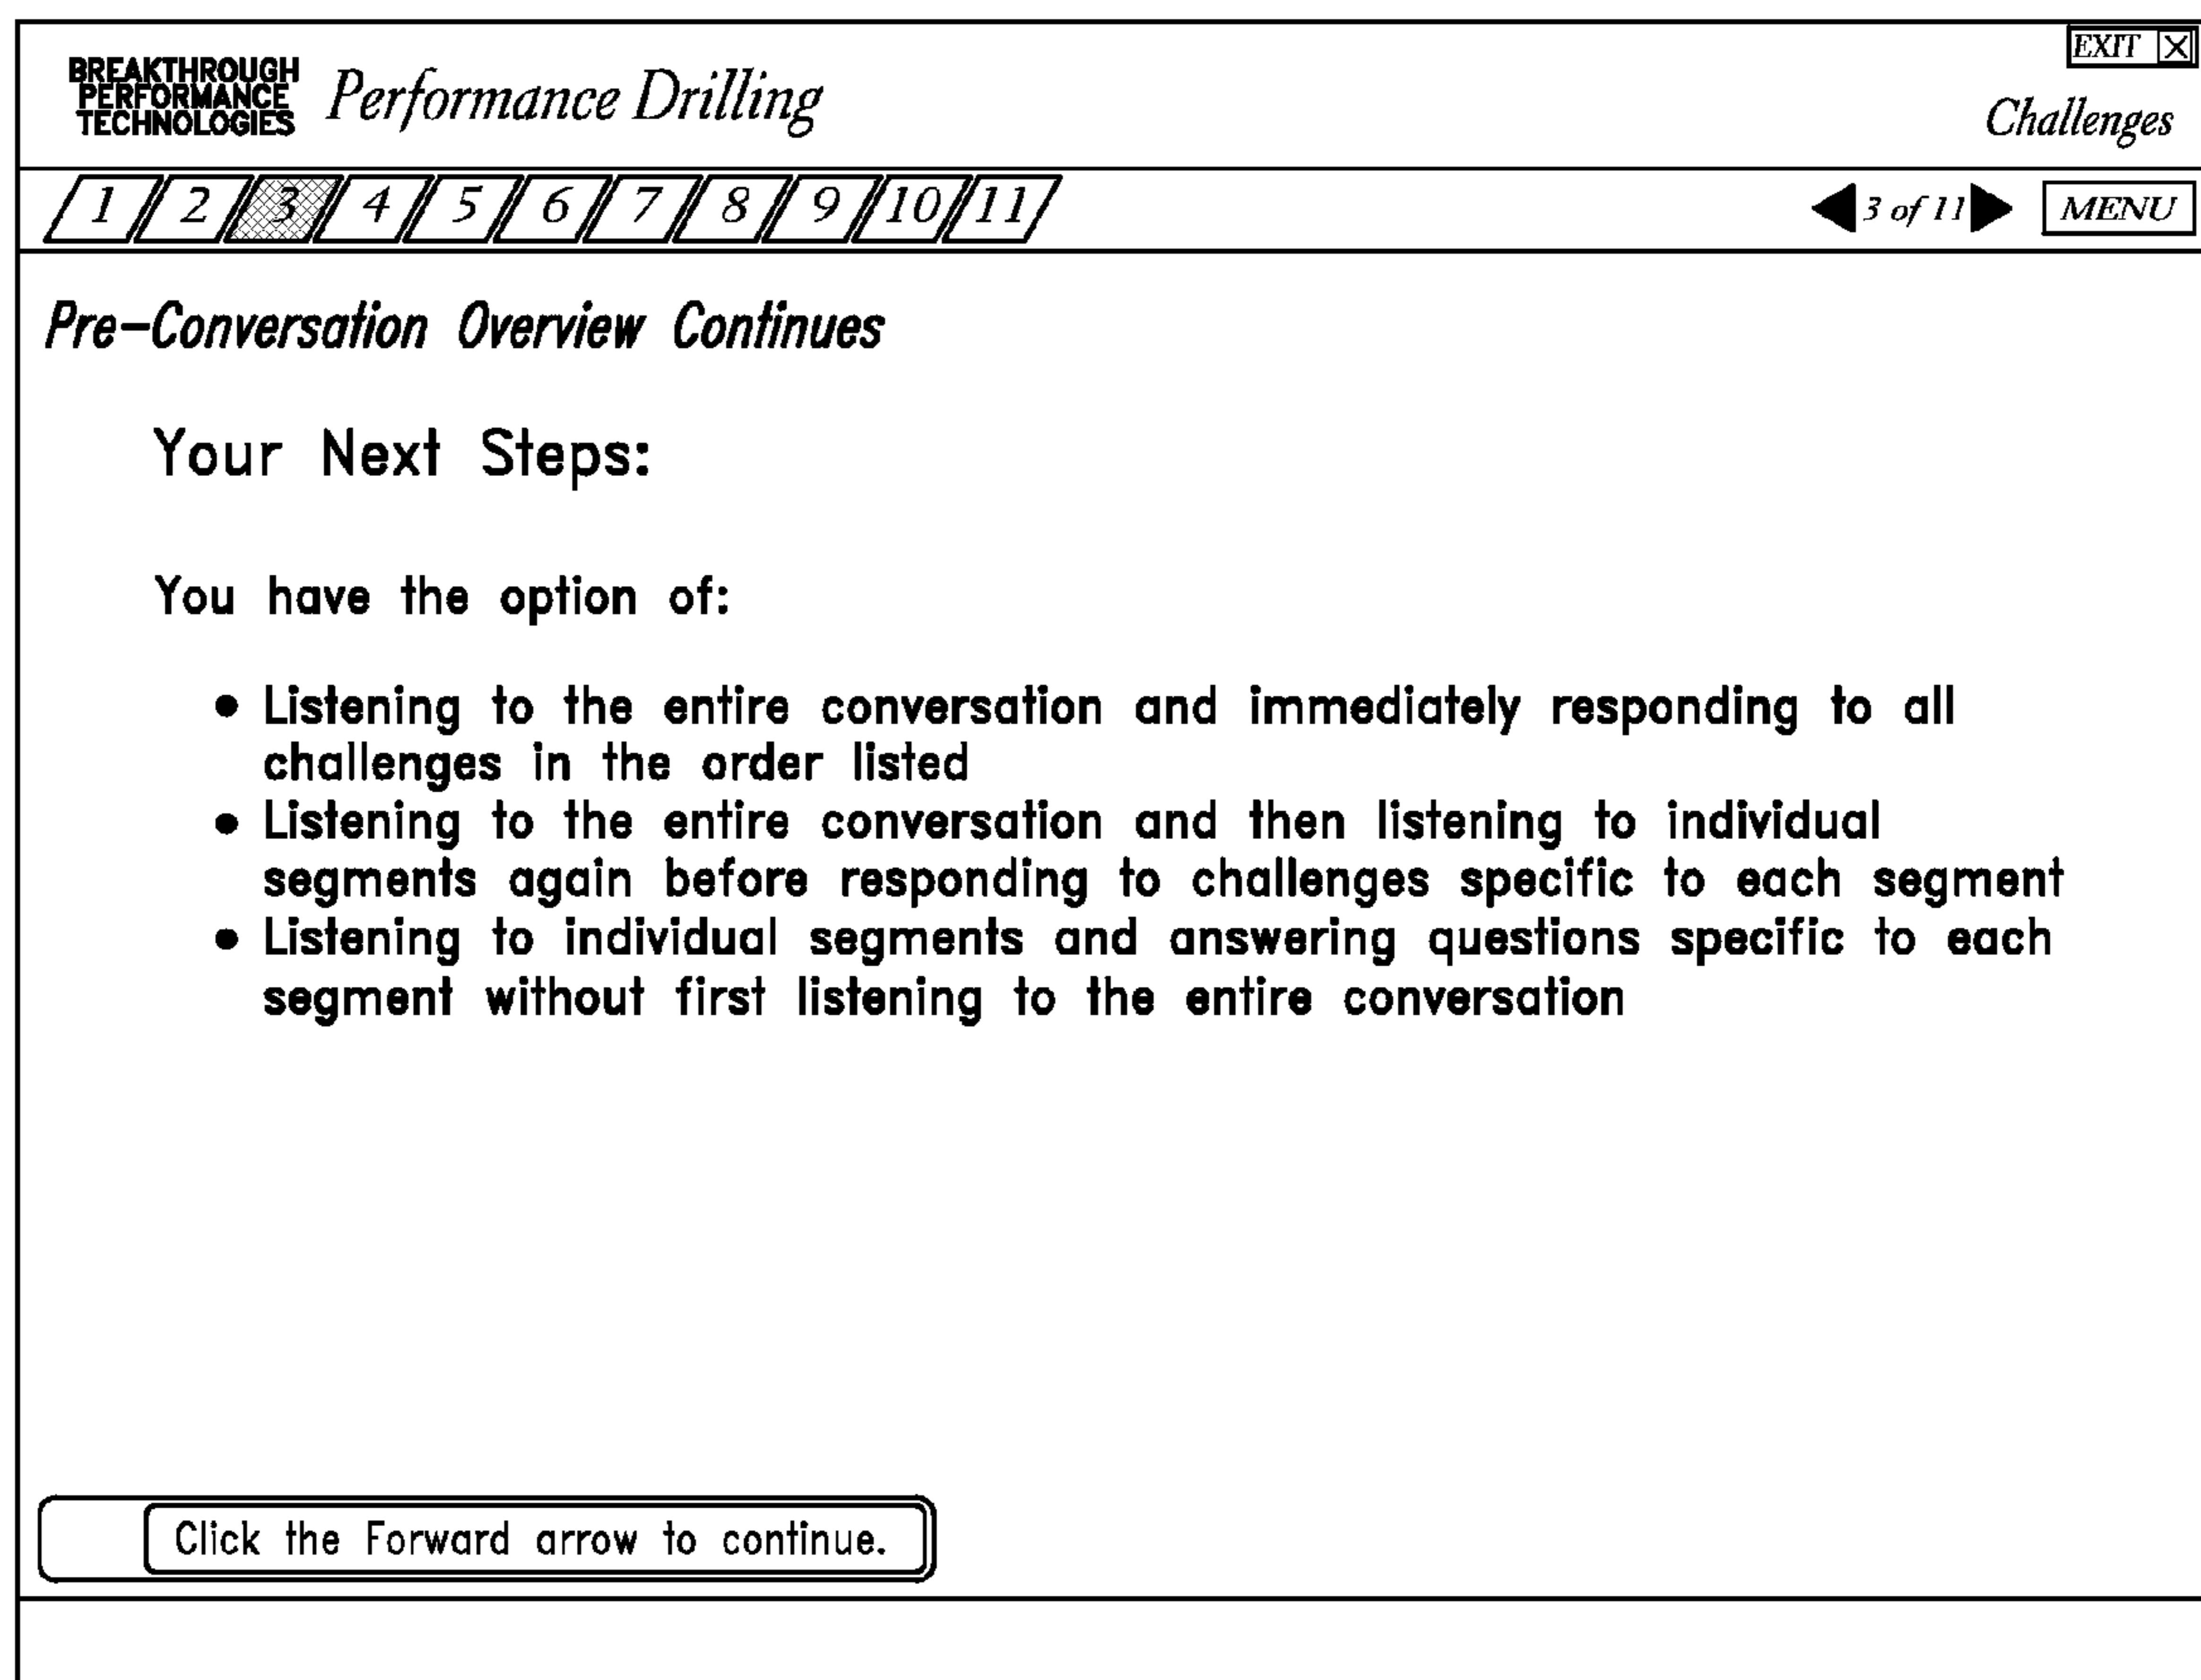 EXIT X
BREAKTHROUGH
PERFORMANCE
TECHNOLOGIES
Performance Drilling
Challenges
1 2 3 4 5 6 7 8 9 10 11
3 of 11
MENU
Pre-Conversation Overview Continues
Your Next Steps:
You have the option of:
• Listening to the entire conversation and immediately responding to all
challenges in the order listed
• Listening to the entire conversation and then listening to individual
segments again before responding to challenges specific to each segment
• Listening to individual segments and answering questions specific to each
segment without first listening to the entire conversation
Click the Forward arrow to continue.